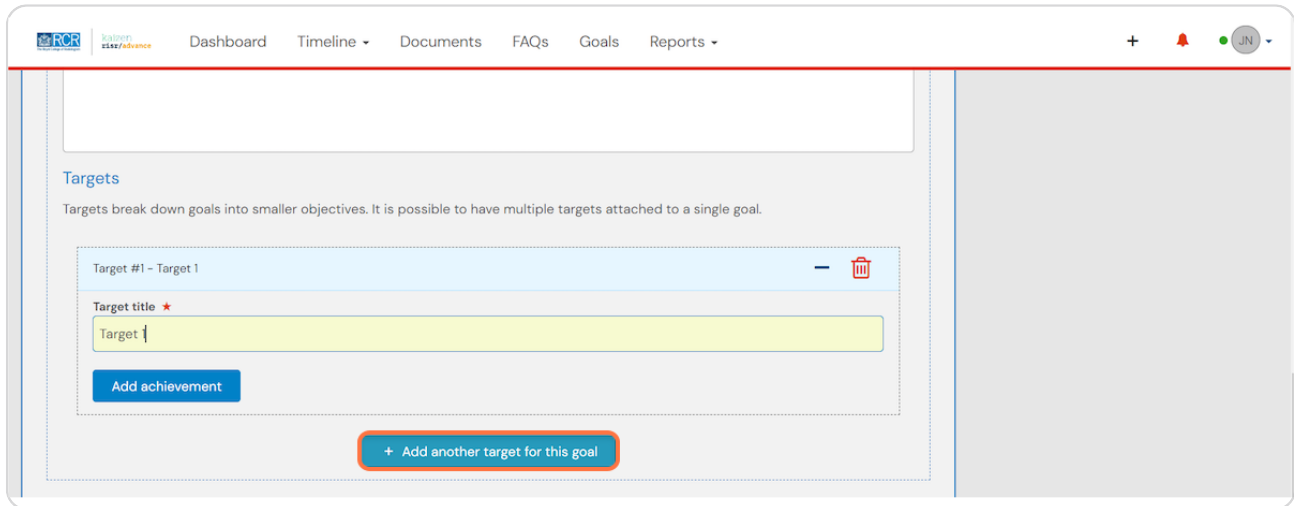 RCR
kaizen
risr/advance
Dashboard
Timeline
Documents
FAQs
Goals
Reports
+
JN
Targets
Targets break down goals into smaller objectives. It is possible to have multiple targets attached to a single goal.
Target #1 - Target 1
Target title ★
Target 1
Add achievement
+ Add another target for this goal